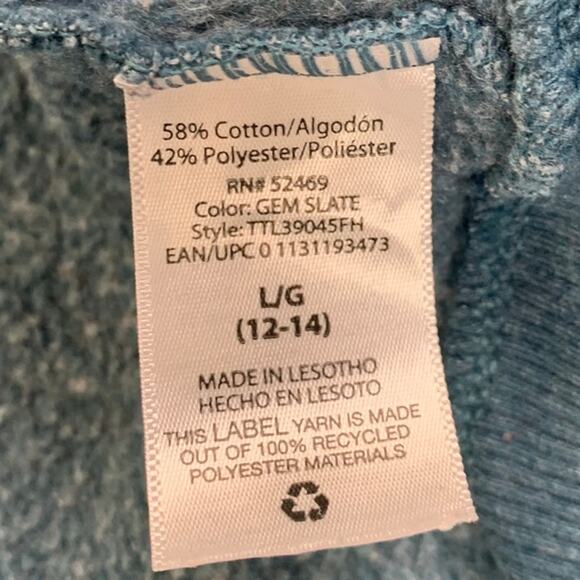 58% Cotton/Algodón
42% Polyester/Poliéster
RN# 52469
Color: GEM SLATE
Style: TTL39045FH
EAN/UPC 0 1131193473
L/G
(12-14)
MADE IN LESOTHO
HECHO EN LESOTO
THIS LABEL YARN IS MADE
OUT OF 100% RECYCLED
POLYESTER MATERIALS